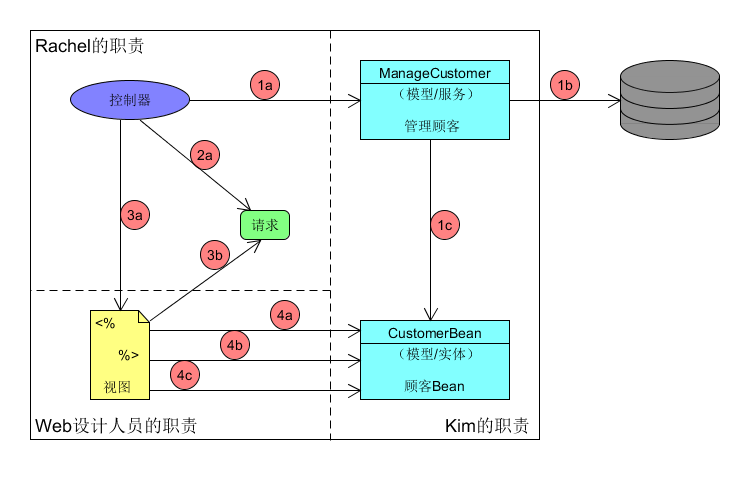 Rachel的职责
1a
ManageCustomer
（模型/服务）
管理顾客
1b
控制器
2a
3a
请求
1c
3b
<%
%>
视图
4a
4b
4c
CustomerBean
（模型/实体）
顾客Bean
Web设计人员的职责
Kim的职责